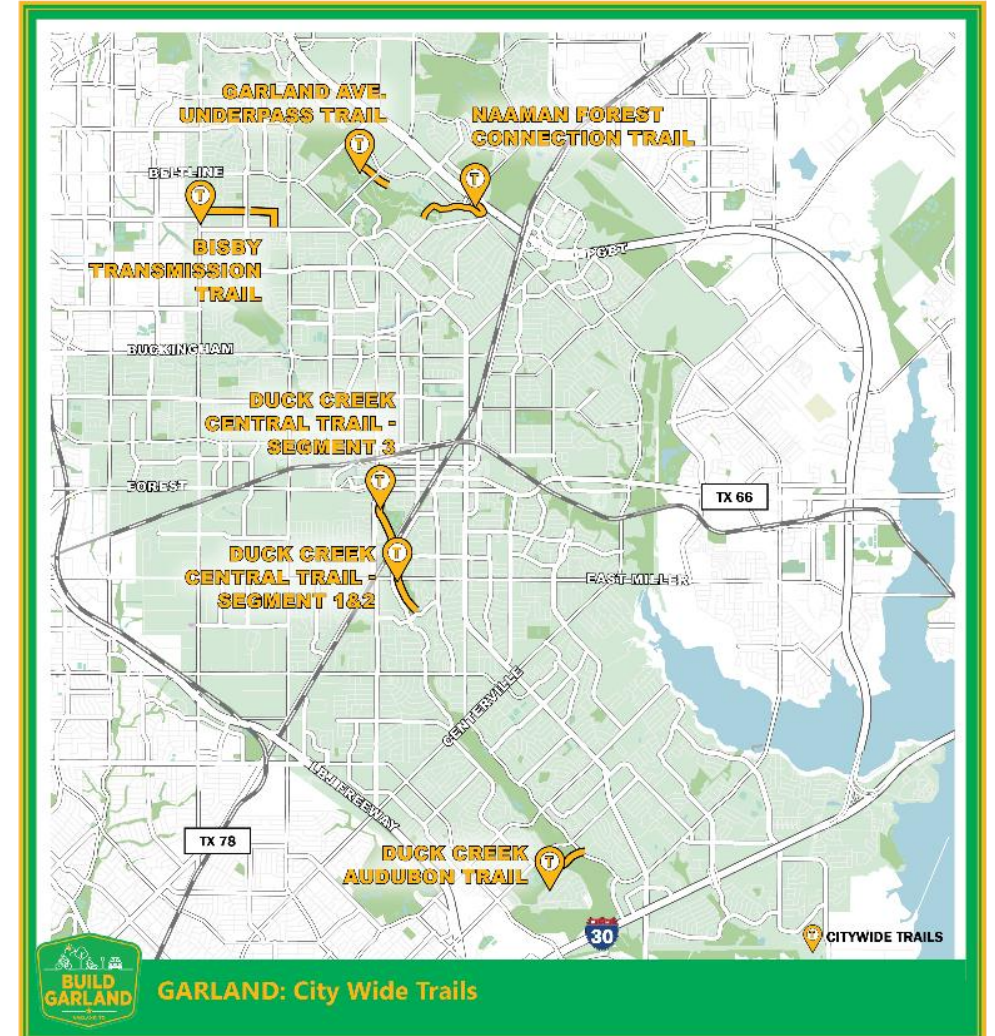 GARLAND AVE.
UNDERPASS TRAIL
NAAMAN FOREST
CONNECTION TRAIL
BELTLINE
T
T
T
BISBY
TRANSMISSION
TRAIL
PGBT
BUCKINGHAM
DUCK CREEK
CENTRAL TRAIL -
SEGMENT 3
T
FOREST
TX 66
DUCK CREEK
CENTRAL TRAIL -
SEGMENT 1&2
T
EAST MILLER
CENTERVILLE
LBJ FREEWAY
TX 78
DUCK CREEK
AUDUBON TRAIL
T
30
T
CITYWIDE TRAILS
BUILD
GARLAND
GARLAND: City Wide Trails